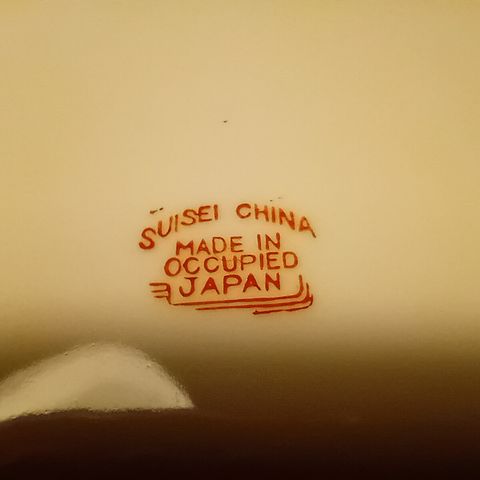 SUISEI CHINA
MADE IN
OCCUPIED
JAPAN